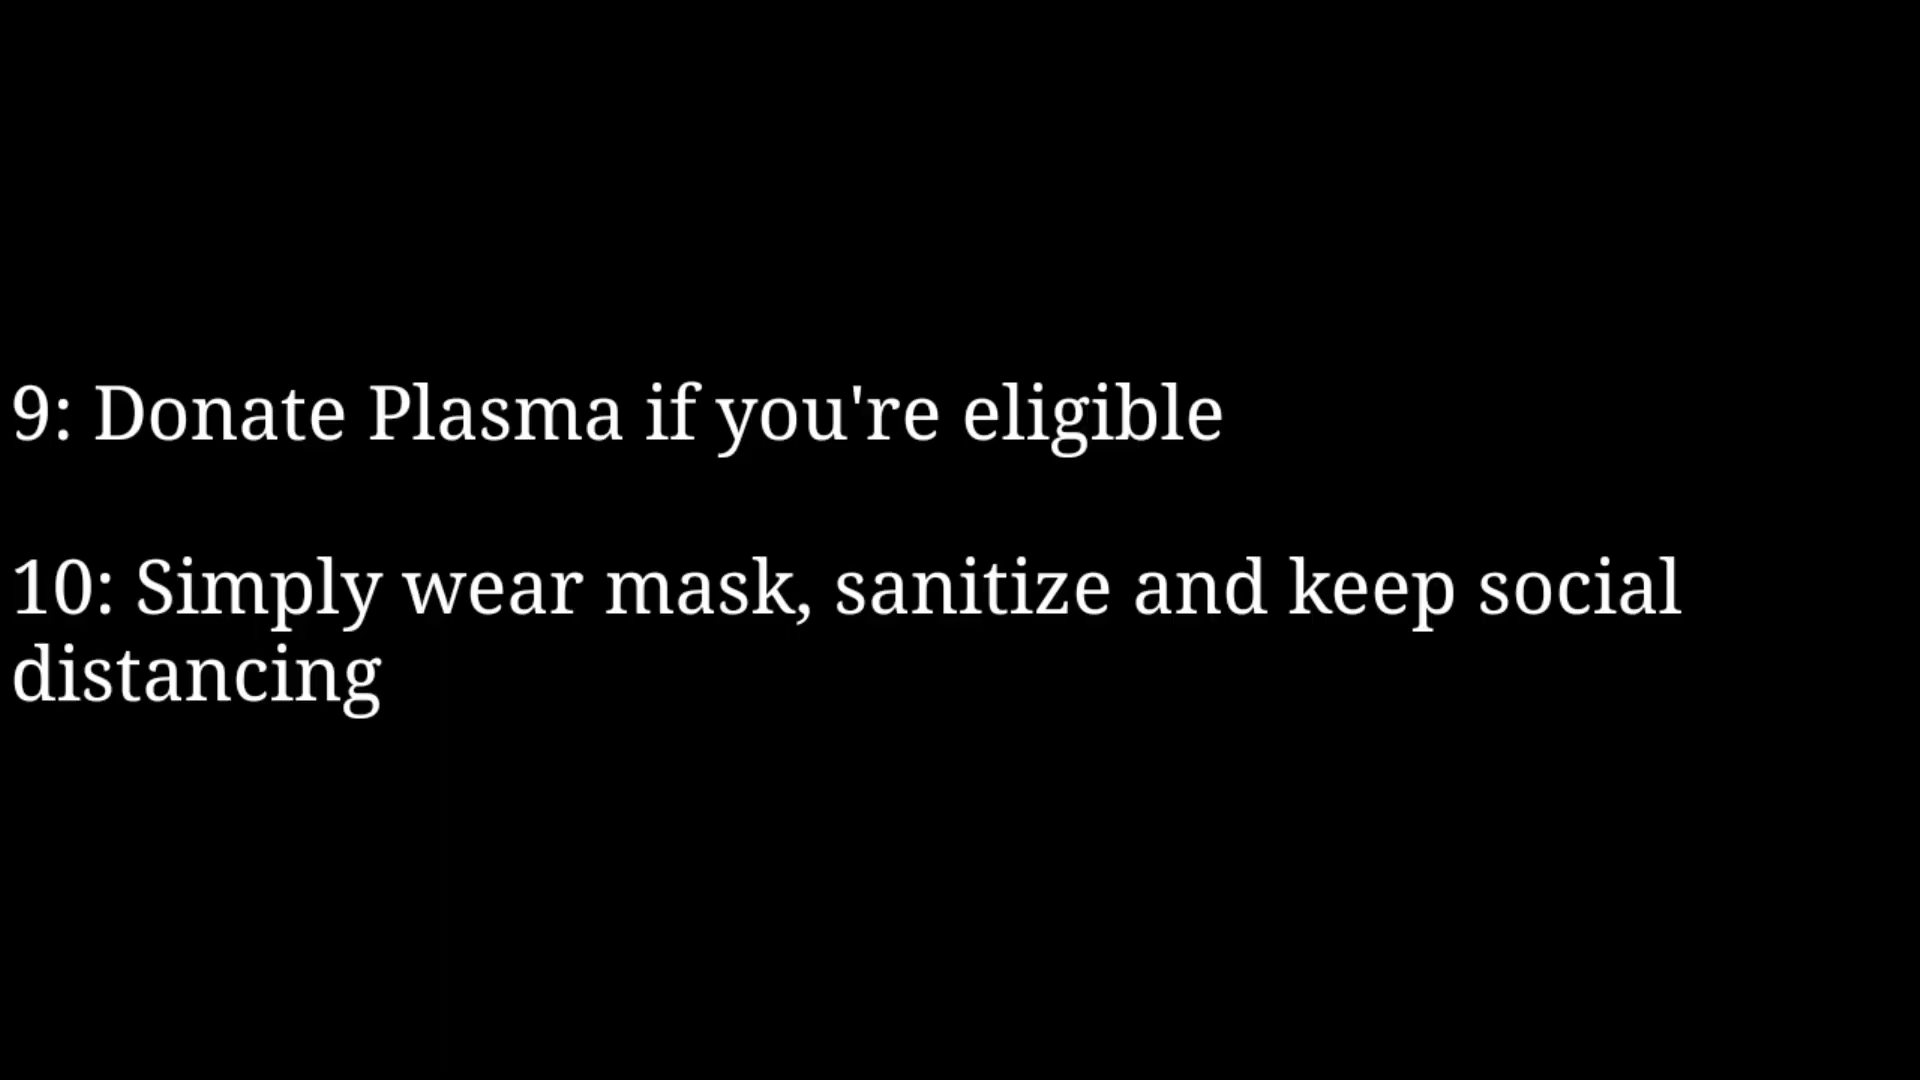 9: Donate Plasma if you're eligible
10: Simply wear mask, sanitize and keep social
distancing